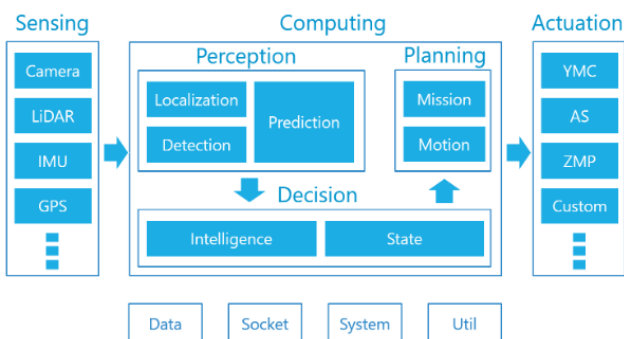 Sensing
Computing
Actuation
Perception
Planning
Camera
LiDAR
IMU
GPS
Localization
Detection
Prediction
Mission
Motion
YMC
AS
ZMP
Custom
Decision
Intelligence
State
Data
Socket
System
Util